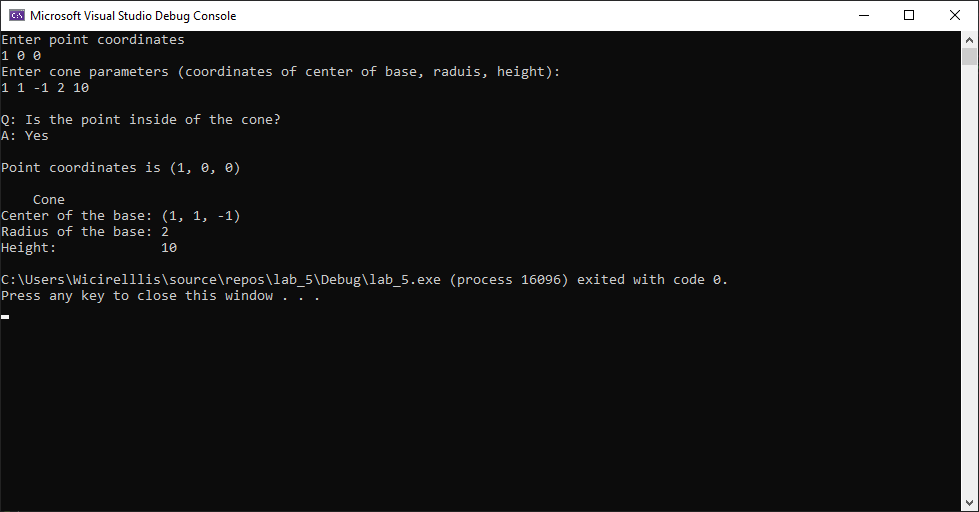 Microsoft Visual Studio Debug Console
Enter point coordinates
1 0 0
Enter cone parameters (coordinates of center of base, raduis, height):
1 1 -1 2 10
Q: Is the point inside of the cone?
A: Yes
Point coordinates is (1, 0, 0)
Cone
Center of the base: (1, 1, -1)
Radius of the base: 2
Height: 10
C:\Users\Wicirelllis\source\repos\lab_5\Debug\lab_5.exe (process 16096) exited with code 0.
Press any key to close this window . . .